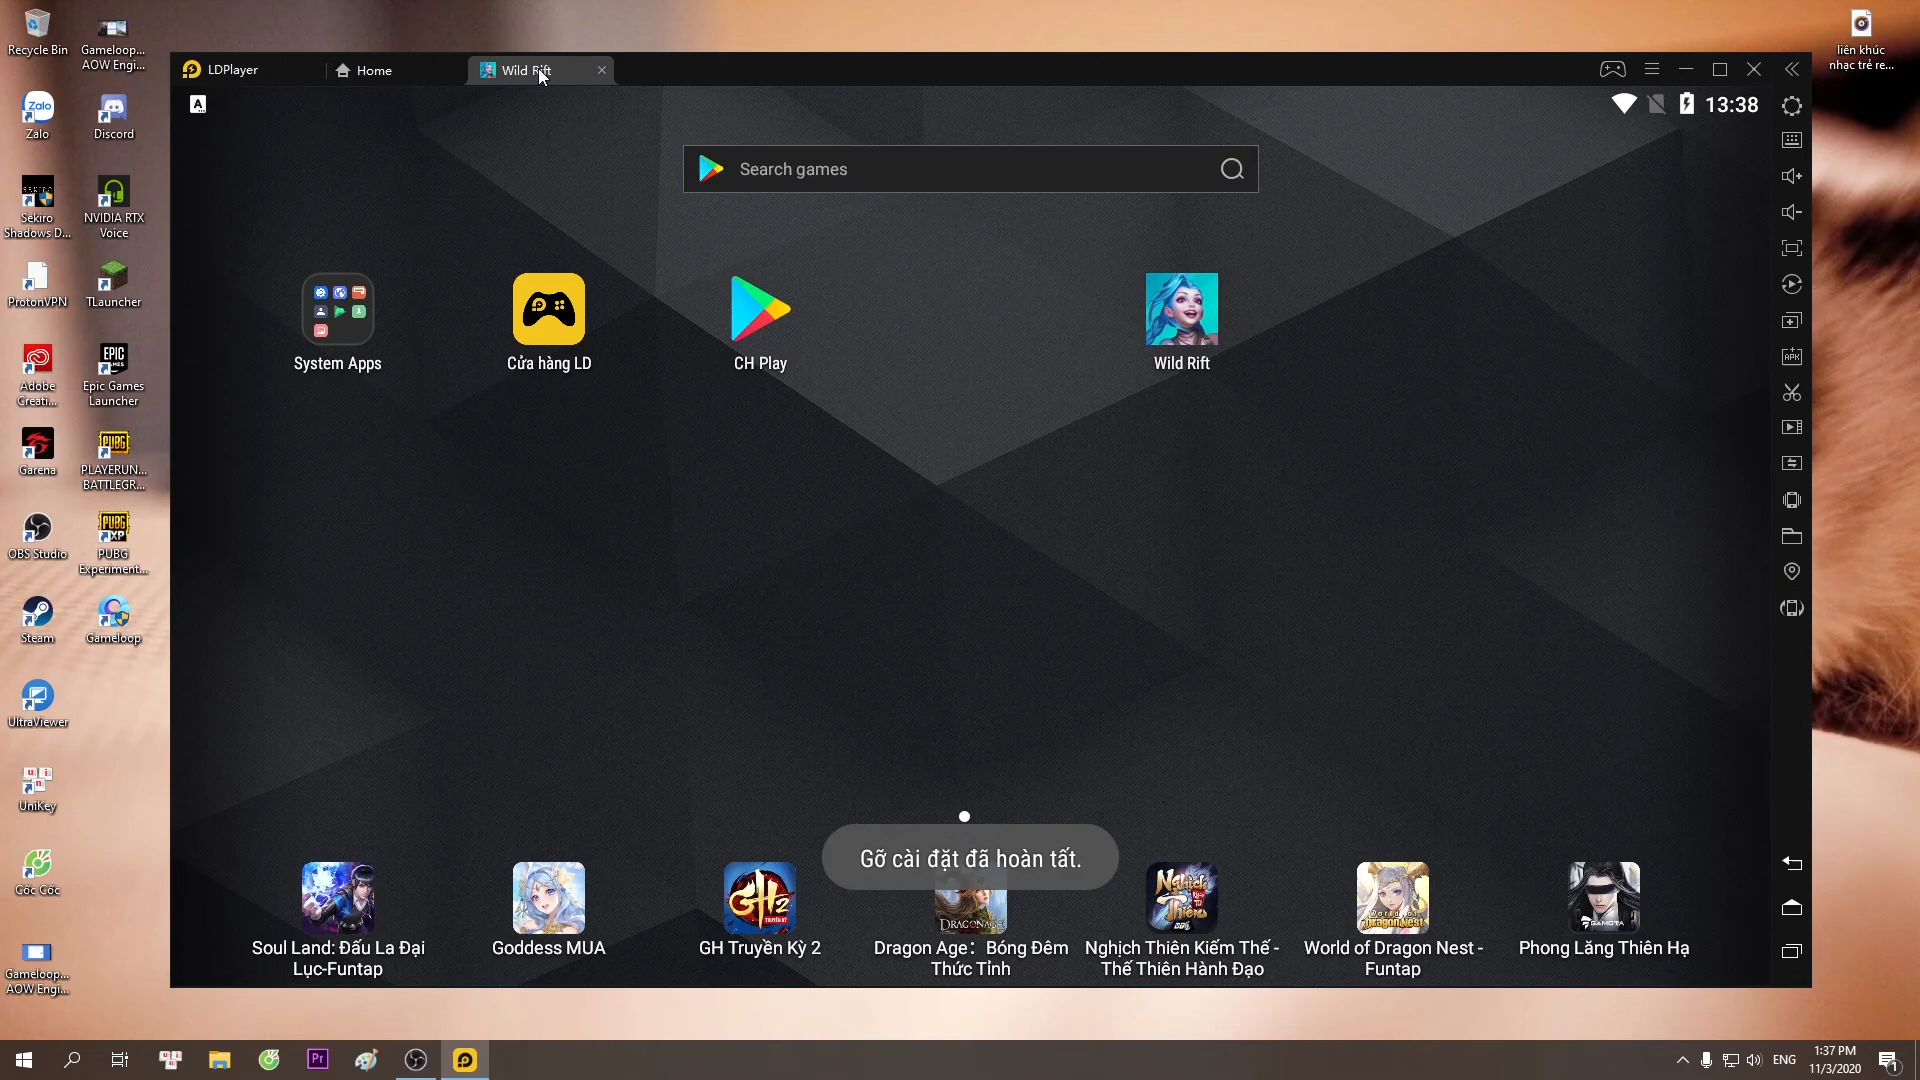 Recycle Bin
Gameloop...
AOW Engi...
liên khúc
nhạc trẻ re...
LDPlayer
Home
Wild Rift
13:38
Search games
Zalo
Discord
Sekiro
Shadows D...
NVIDIA RTX
Voice
ProtonVPN
TLauncher
System Apps
Cửa hàng LD
CH Play
Wild Rift
APK
Adobe
Creati...
Epic Games
Launcher
Garena
PLAYERUN...
BATTLEGR...
OBS Studio
PUBG
Experiment...
Steam
Gameloop
UltraViewer
UniKey
Cốc Cốc
Gameloop...
AOW Engi...
Gỡ cài đặt đã hoàn tất.
Soul Land: Đấu La Đại
Lục-Funtap
Goddess MUA
GH Truyền Kỳ 2
Dragon Age: Bóng Đêm
Thức Tỉnh
Nghịch Thiên Kiếm Thế -
Thế Thiên Hành Đạo
World of Dragon Nest -
Funtap
Phong Lăng Thiên Hạ
ENG
1:37 PM
11/3/2020